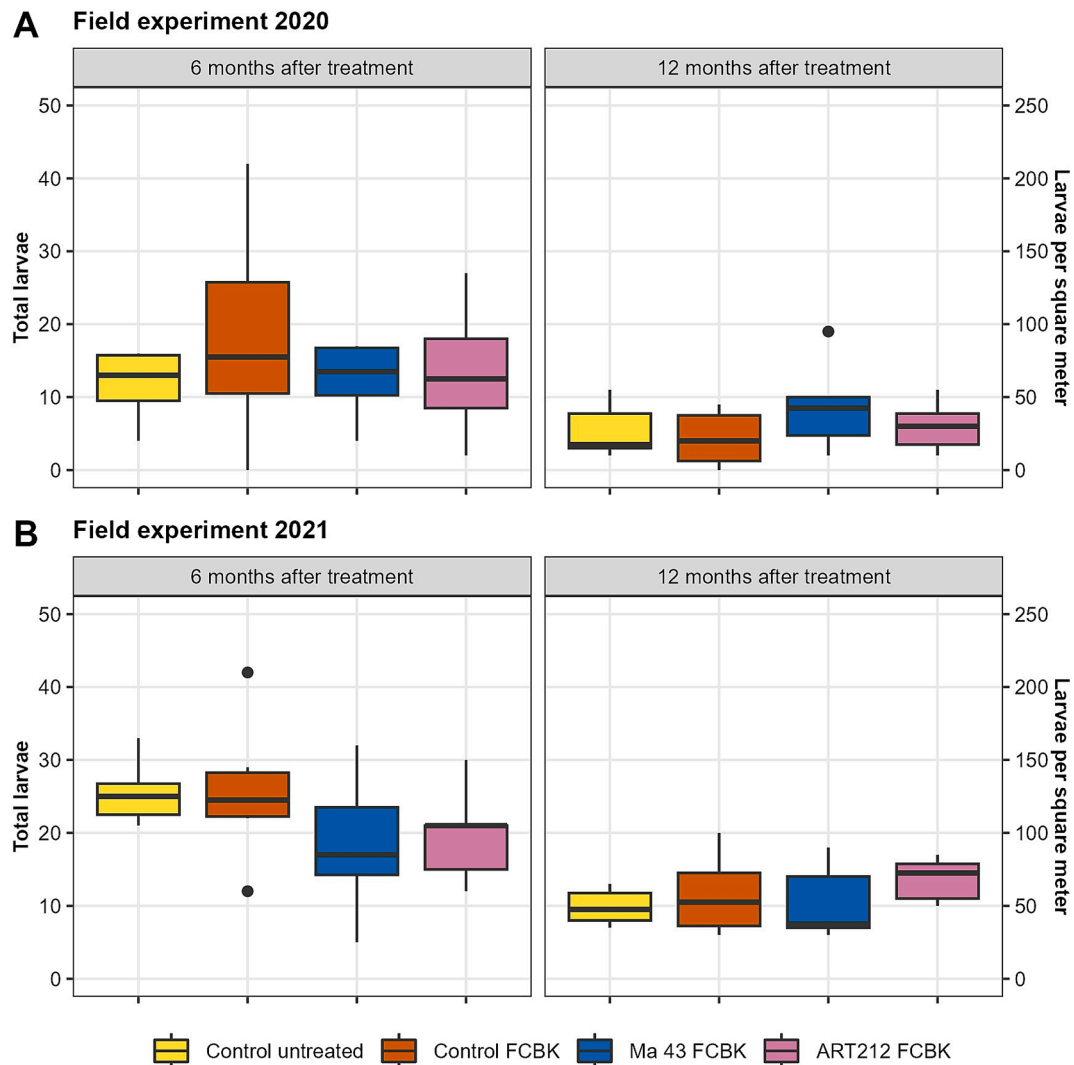 A Field experiment 2020
6 months after treatment 12 months after treatment
Total larvae
50
40
30
20
10
0
250
200
150
100
50
0
Larvae per square meter
B Field experiment 2021
6 months after treatment 12 months after treatment
Total larvae
50
40
30
20
10
0
250
200
150
100
50
0
Larvae per square meter
Control untreated Control FCBK Ma 43 FCBK ART212 FCBK